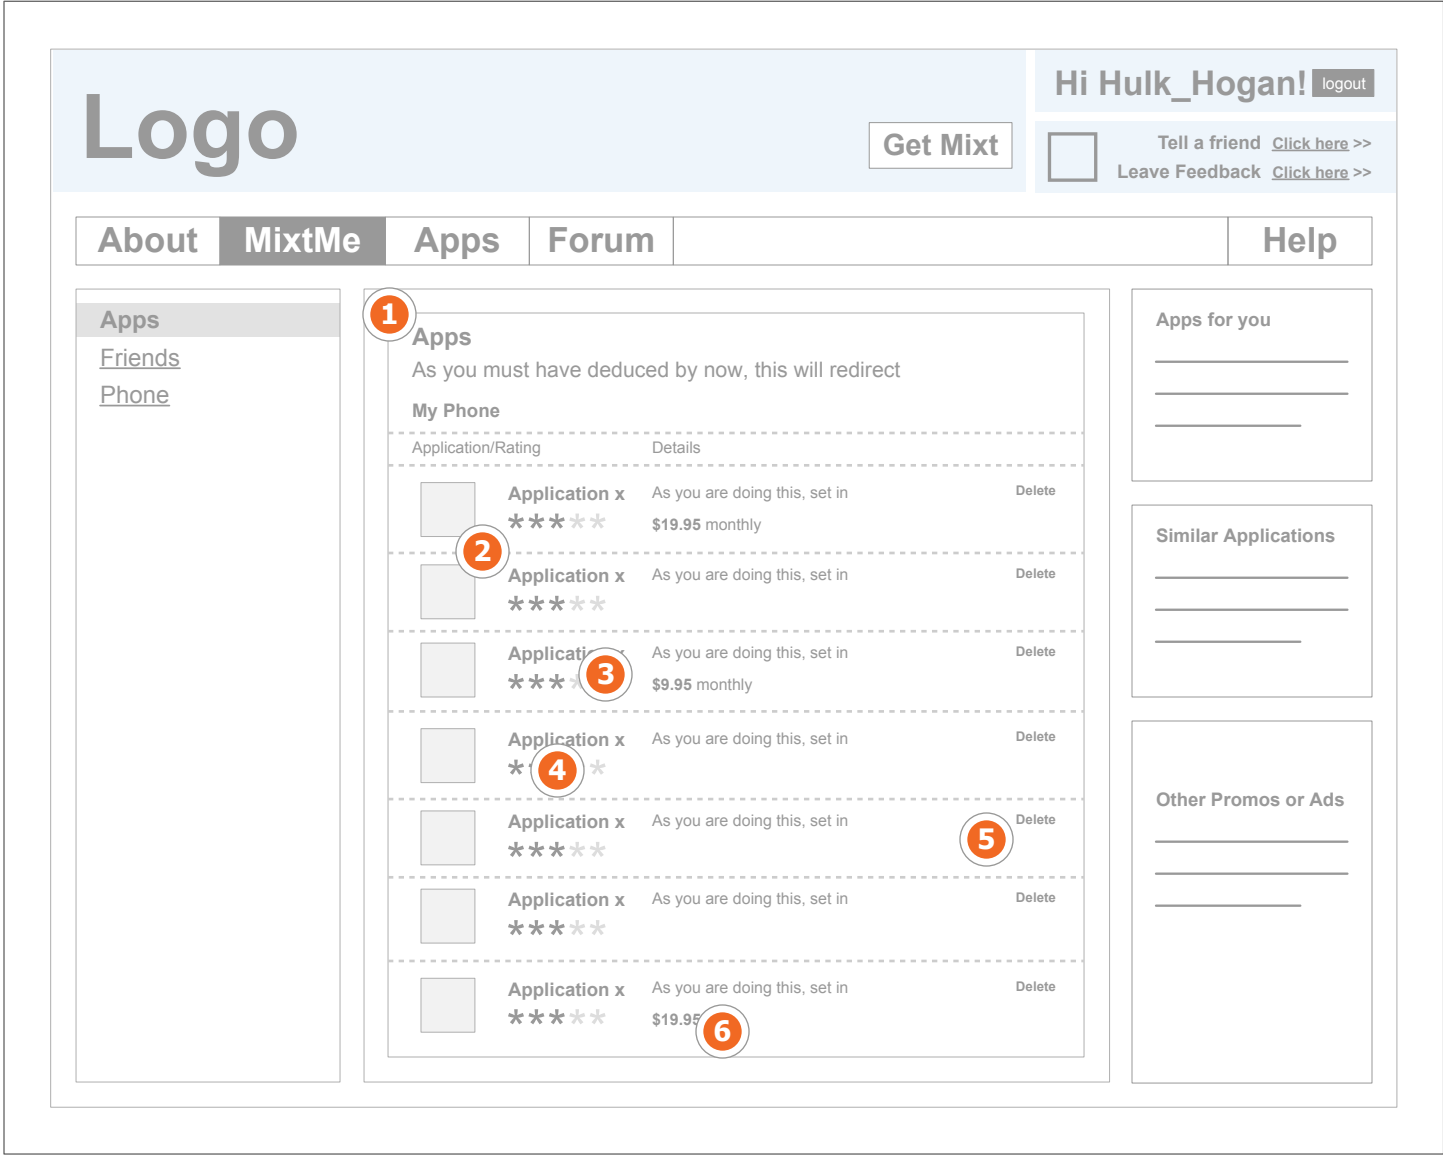 Logo
Get Mixt
Hi Hulk_Hogan! logout
Tell a friend Click here >>
Leave Feedback Click here >>
About MixtMe Apps Forum Help
Apps
Friends
Phone
1
Apps
As you must have deduced by now, this will redirect
My Phone
Application/Rating Details
Application x As you are doing this, set in Delete
***** $19.95 monthly
2
Application x As you are doing this, set in Delete
*****
Application x As you are doing this, set in Delete
**** 3 $9.95 monthly
Application x As you are doing this, set in Delete
* 4 *
Application x As you are doing this, set in Delete
***** 5
Application x As you are doing this, set in Delete
*****
Application x As you are doing this, set in Delete
***** $19.95 6
Apps for you
Similar Applications
Other Promos or Ads